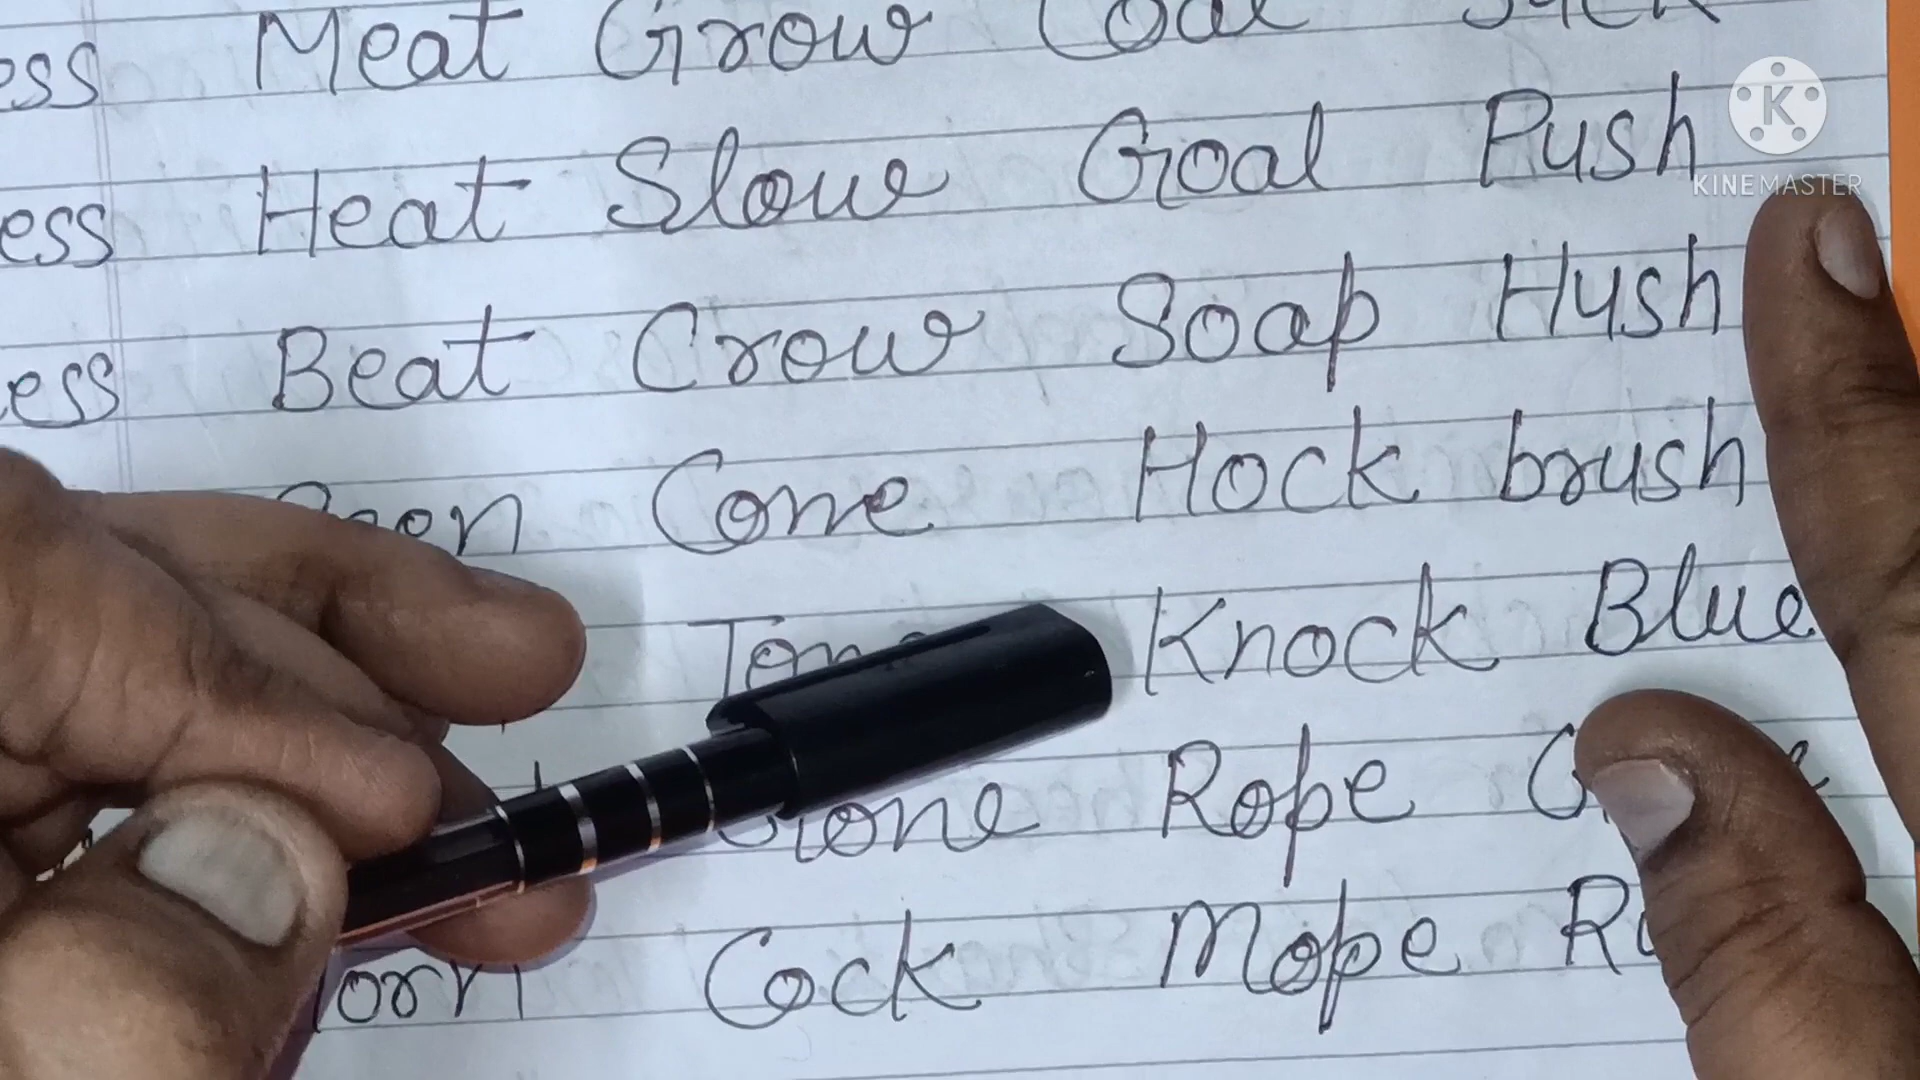 ess Meat Grow Coal
ess Heat Slow Goal Push
ess Beat Crow Soap Hush
Cone Hock brush
Knock Blue
Rope
Cock Mope
K
KINEMASTER